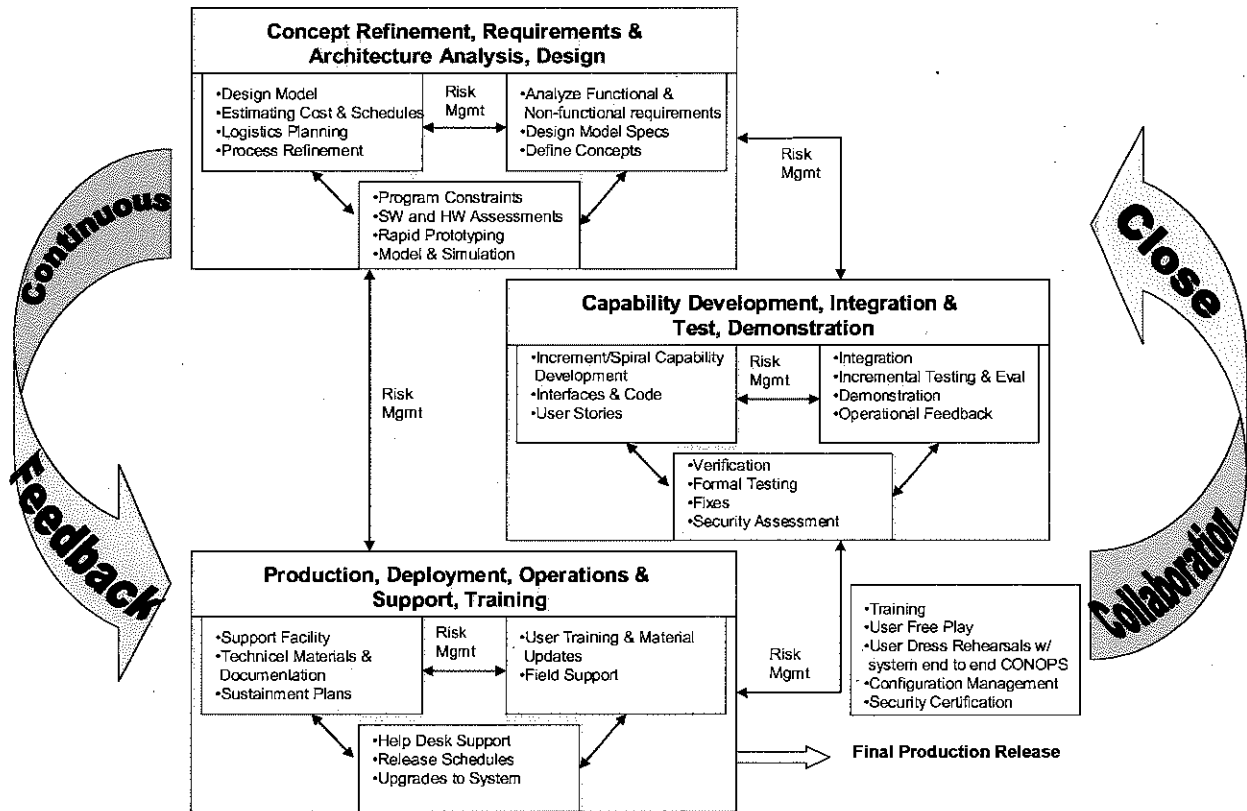 Concept Refinement, Requirements &
Architecture Analysis, Design
•Design Model
•Estimating Cost & Schedules
•Logistics Planning
•Process Refinement
Risk
Mgmt
•Analyze Functional &
Non-functional requirements
•Design Model Specs
•Define Concepts
•Program Constraints
•SW and HW Assessments
•Rapid Prototyping
•Model & Simulation
Risk
Mgmt
Continuous
Feedback
Close
Collaboration
Risk
Mgmt
Capability Development, Integration &
Test, Demonstration
•Increment/Spiral Capability
Development
•Interfaces & Code
•User Stories
Risk
Mgmt
•Integration
•Incremental Testing & Eval
•Demonstration
•Operational Feedback
•Verification
•Formal Testing
•Fixes
•Security Assessment
Production, Deployment, Operations &
Support, Training
•Support Facility
•Technicel Materials &
Documentation
•Sustainment Plans
Risk
Mgmt
•User Training & Material
Updates
•Field Support
•Help Desk Support
•Release Schedules
•Upgrades to System
Risk
Mgmt
•Training
•User Free Play
•User Dress Rehearsals w/
system end to end CONOPS
•Configuration Management
•Security Certification
Final Production Release